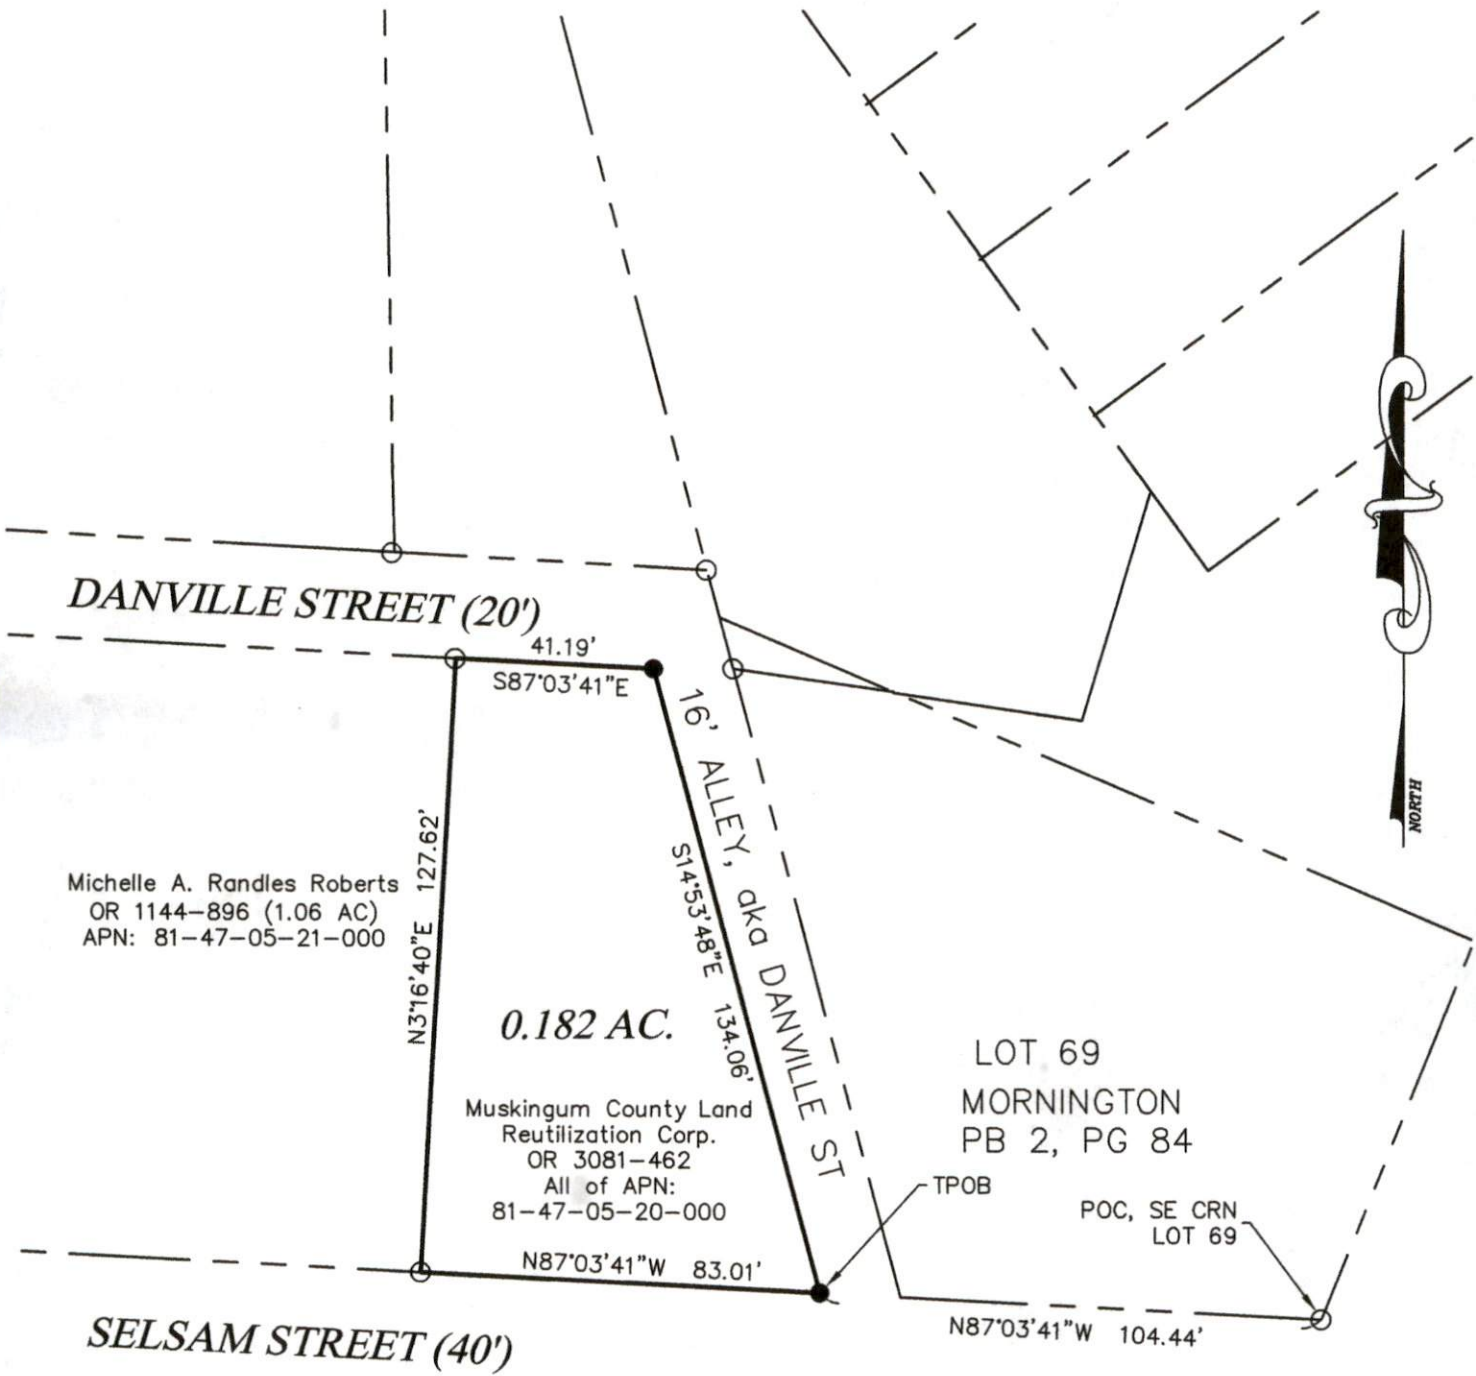 DANVILLE STREET (20')
41.19'
S87°03'41"E
16' ALLEY, aka DANVILLE ST
S14°53'48"E 134.06'
N3°16'40"E 127.62'
Michelle A. Randles Roberts
OR 1144-896 (1.06 AC)
APN: 81-47-05-21-000
0.182 AC.
Muskingum County Land
Reutilization Corp.
OR 3081-462
All of APN:
81-47-05-20-000
N87°03'41"W 83.01'
SELSAM STREET (40')
LOT 69
MORNINGTON
PB 2, PG 84
TPOB
POC, SE CRN
LOT 69
N87°03'41"W 104.44'
NORTH